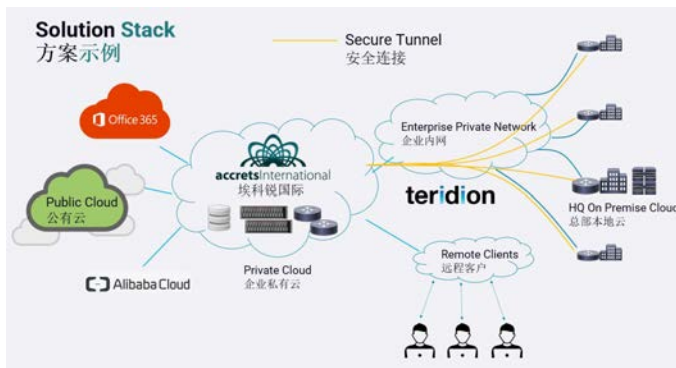 Solution Stack
方案示例
Secure Tunnel
安全连接
Office 365
Enterprise Private Network
企业内网
accretsInternational
埃科锐国际
teridion
Public Cloud
公有云
HQ On Premise Cloud
总部本地云
Private Cloud
企业私有云
Remote Clients
远程客户
Alibaba Cloud